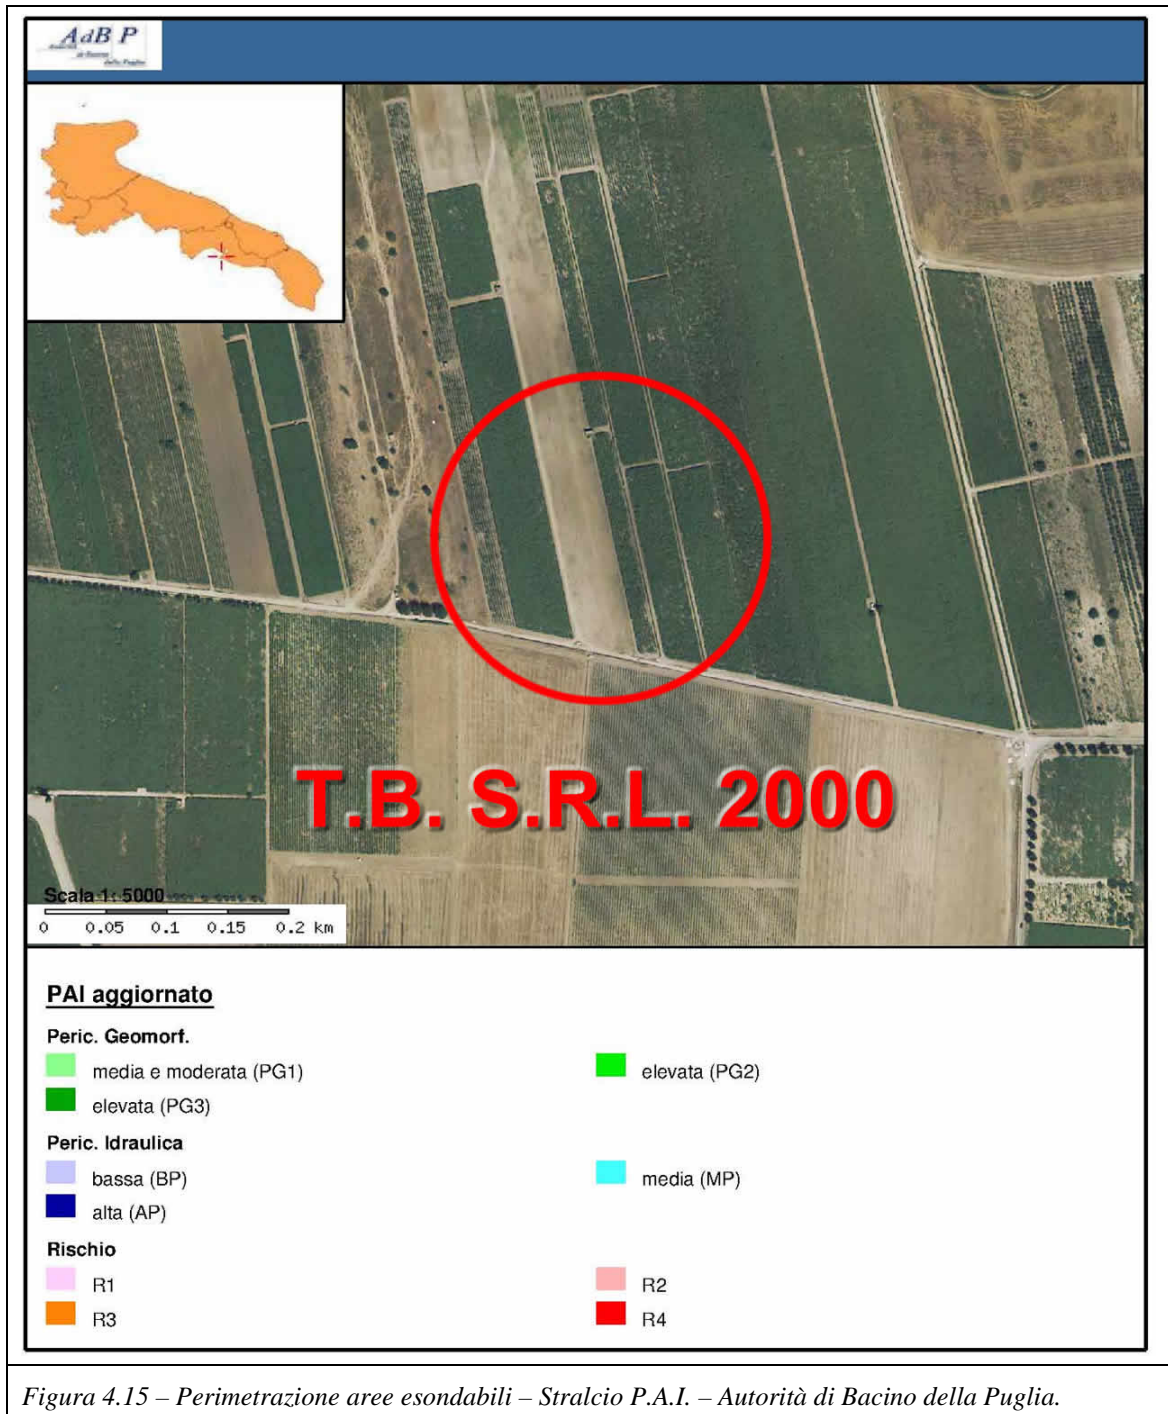 AdB P
della Puglia
T.B. S.R.L. 2000
Scala 1: 5000
0 0.05 0.1 0.15 0.2 km
PAI aggiornato
Peric. Geomorf.
media e moderata (PG1) elevata (PG2)
elevata (PG3)
Peric. Idraulica
bassa (BP) media (MP)
alta (AP)
Rischio
R1 R2
R3 R4
Figura 4.15 – Perimetrazione aree esondabili – Stralcio P.A.I. – Autorità di Bacino della Puglia.